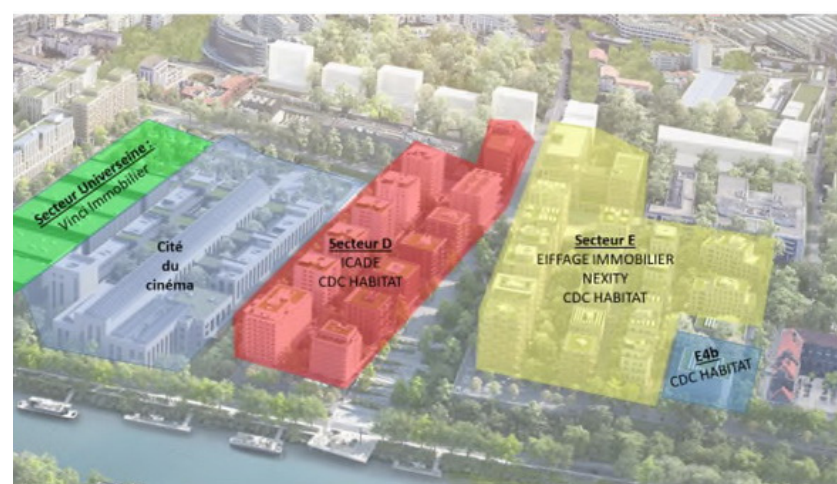 Secteur Universeine :
Vinci Immobilier
Cité
du
cinéma
Secteur D
ICADE
CDC HABITAT
Secteur E
EIFFAGE IMMOBILIER
NEXITY
CDC HABITAT
E4b
CDC HABITAT